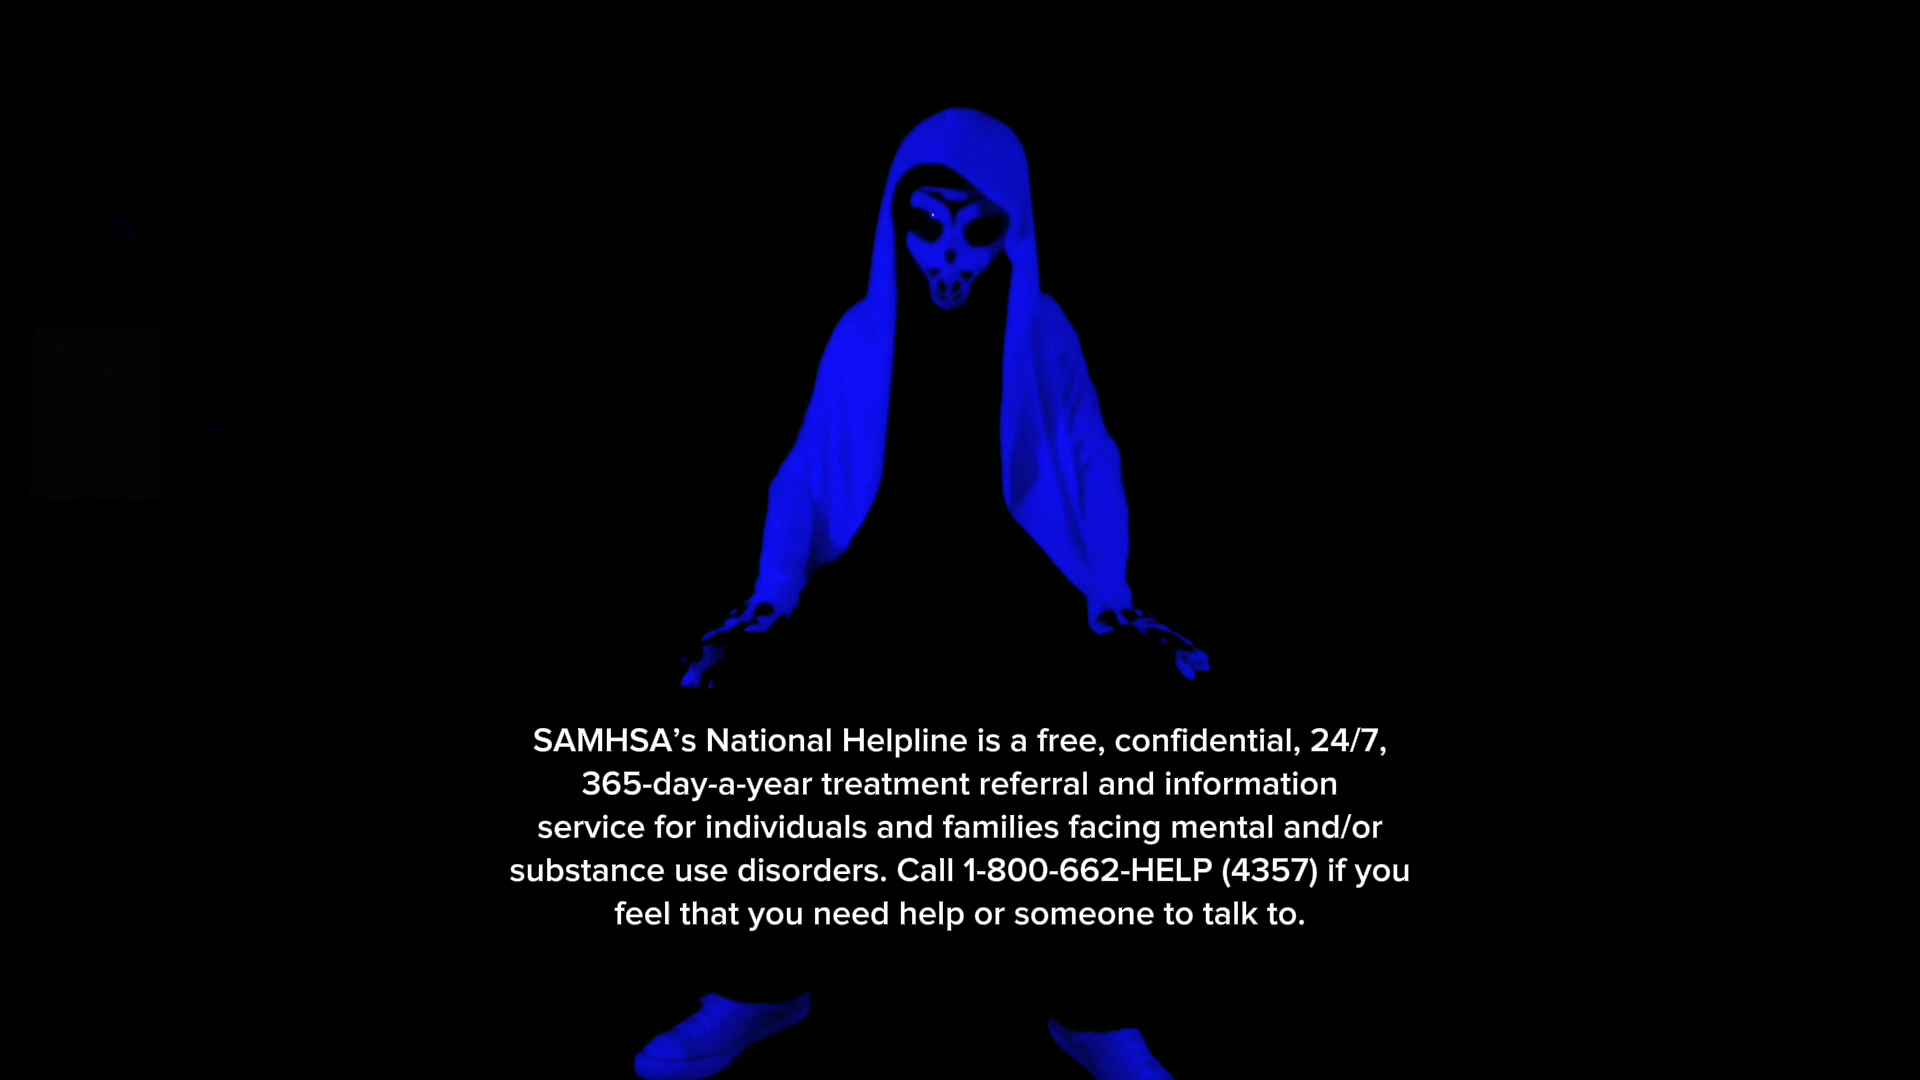 SAMHSA’s National Helpline is a free, confidential, 24/7,
365-day-a-year treatment referral and information
service for individuals and families facing mental and/or
substance use disorders. Call 1-800-662-HELP (4357) if you
feel that you need help or someone to talk to.